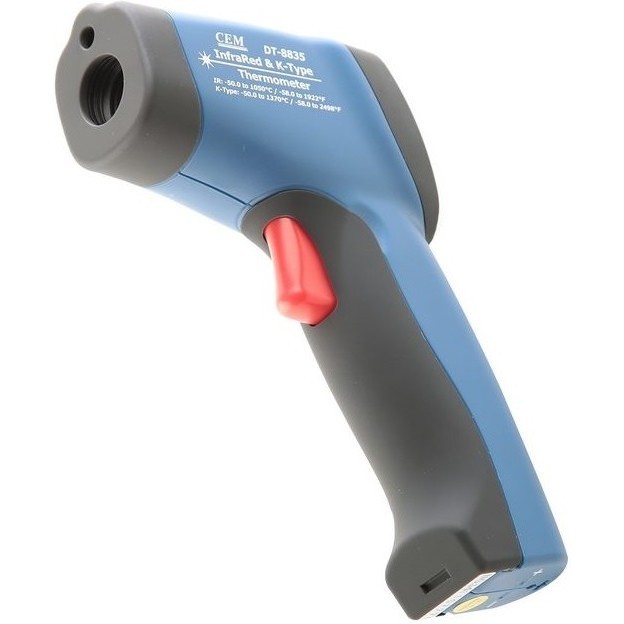 CEM DT-8835
InfraRed & K-Type
Thermometer
IR: -50.0 to 1050°C / -58.0 to 1922°F
K-Type: -50.0 to 1370°C / -58.0 to 2498°F